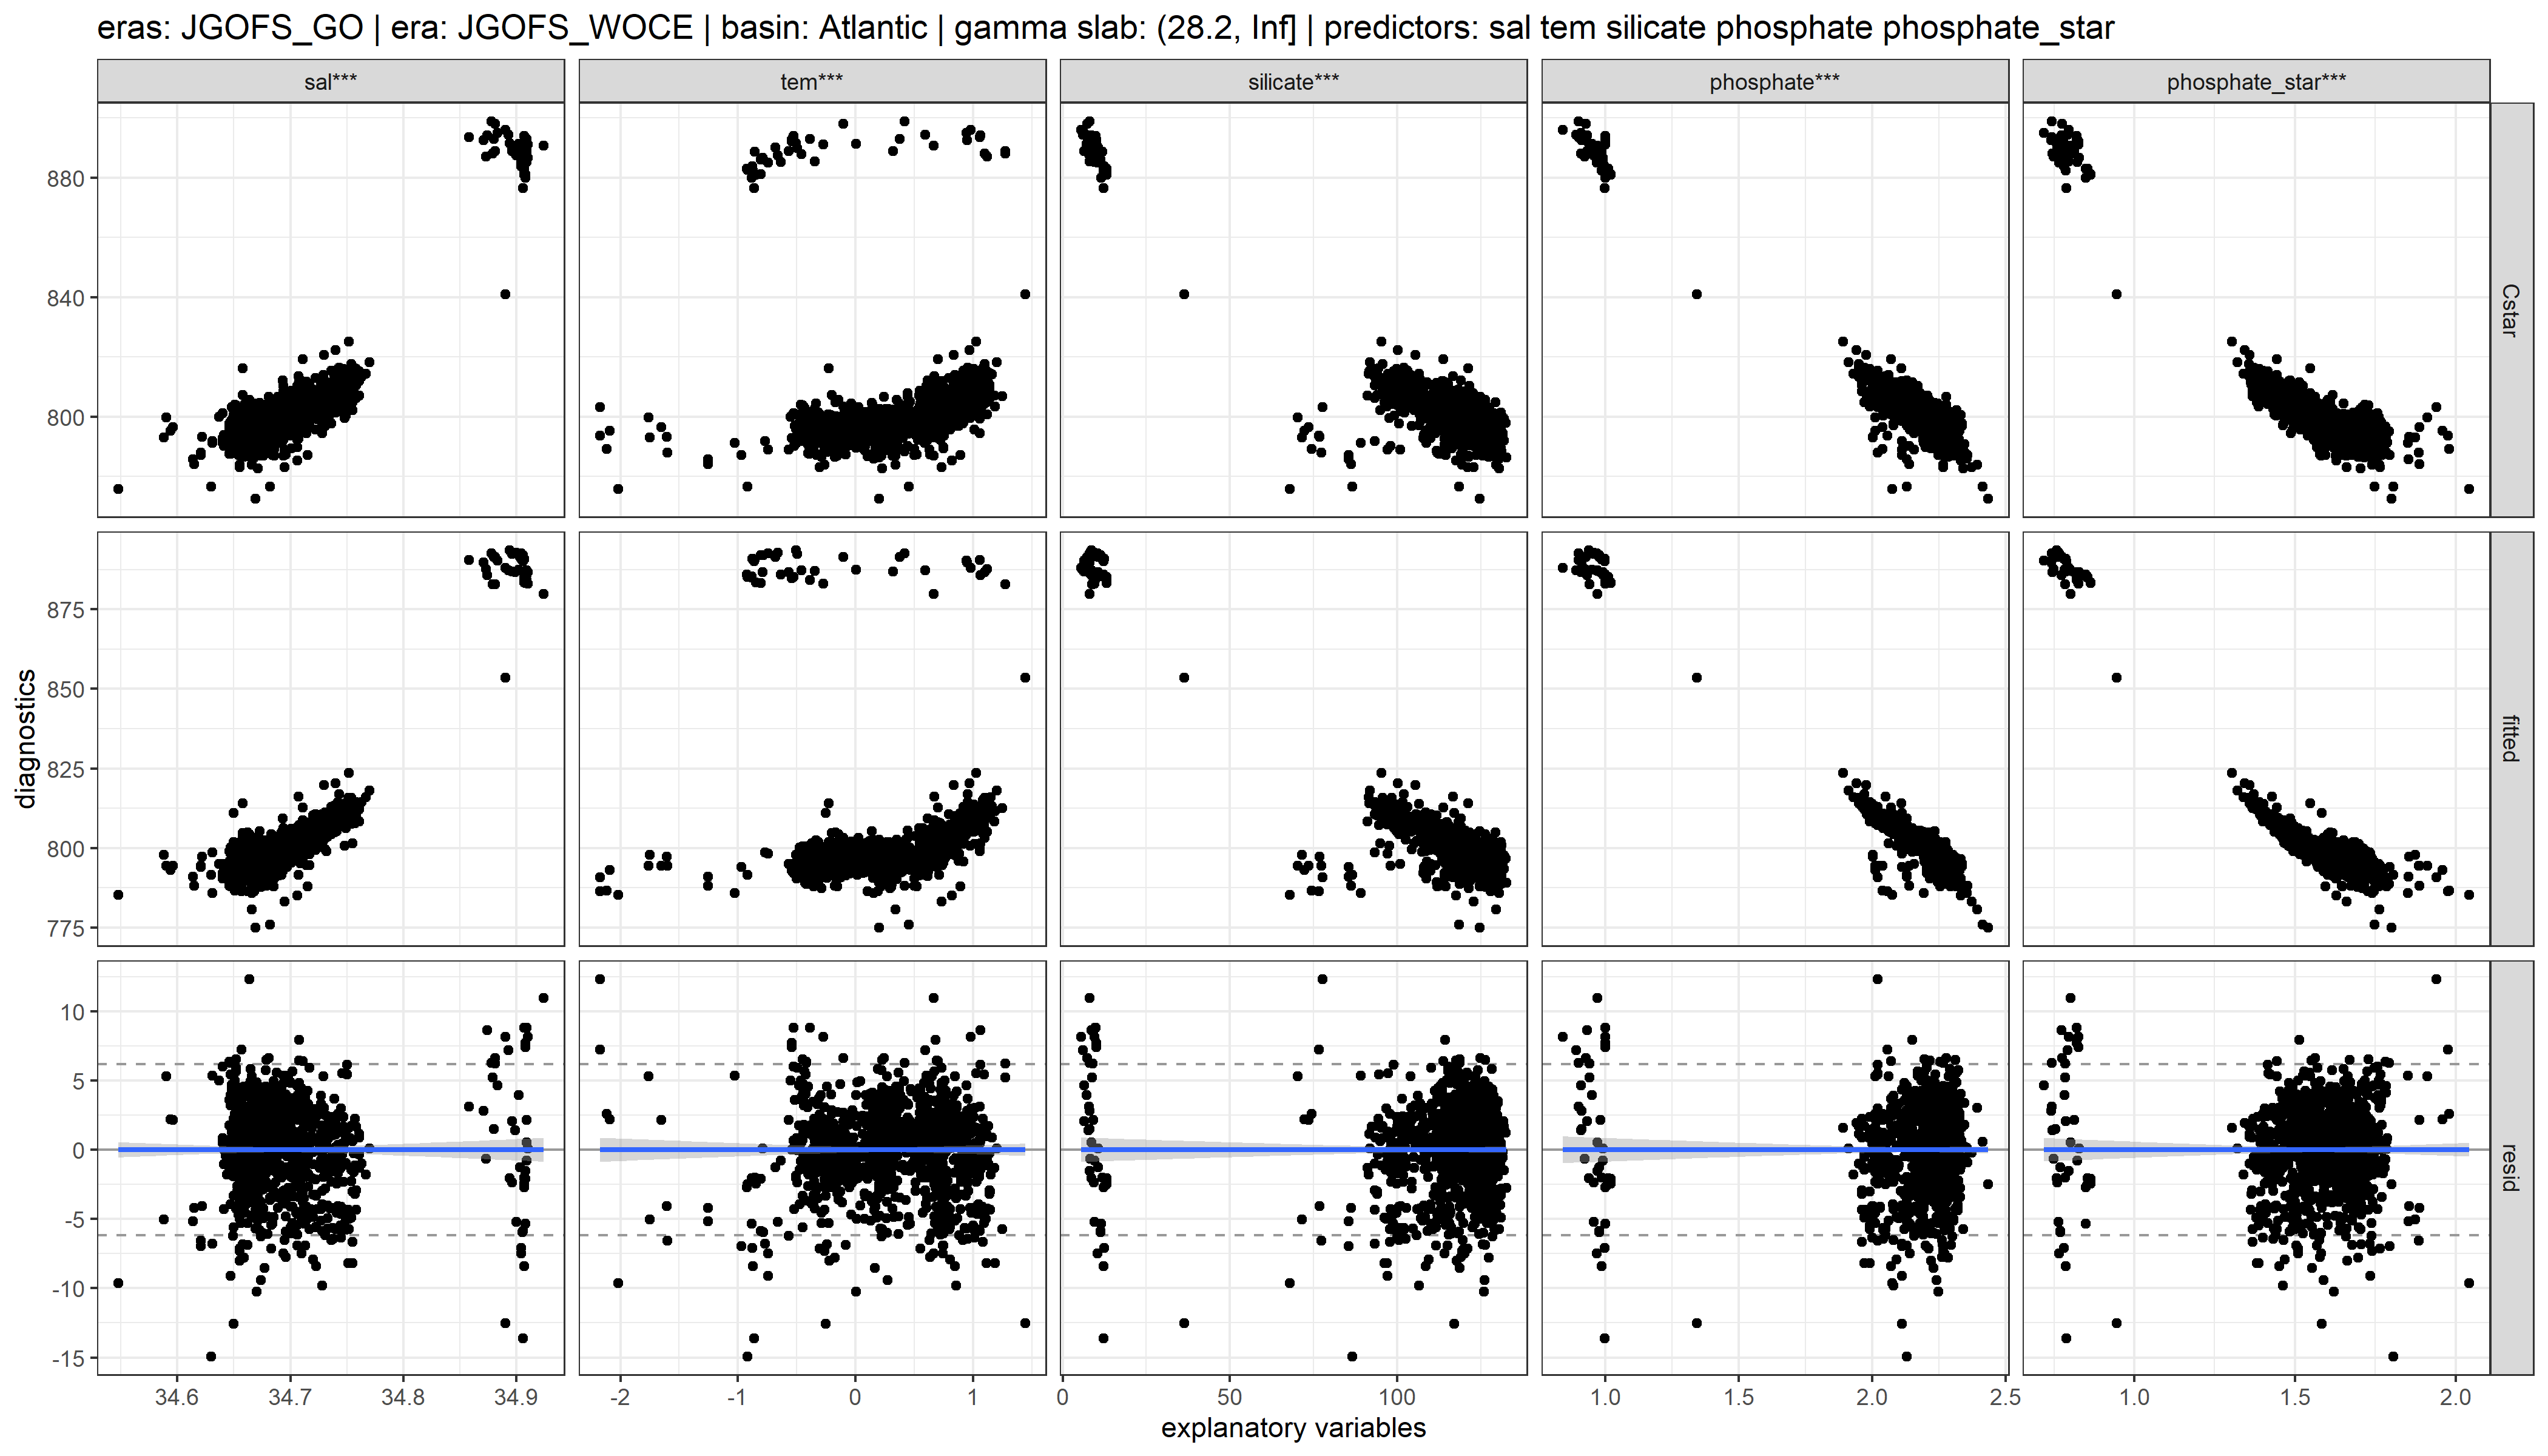 eras: JGOFS_GO | era: JGOFS_WOCE | basin: Atlantic | gamma slab: (28.2, Inf] | predictors: sal tem silicate phosphate phosphate_star
sal*** tem*** silicate*** phosphate*** phosphate_star***
880
840
800
Cstar
875
850
825
800
775
fitted
diagnostics
10
5
0
-5
-10
-15
resid
34.6 34.7 34.8 34.9 -2 -1 0 1 0 50 100 1.0 1.5 2.0 2.5 1.0 1.5 2.0
explanatory variables